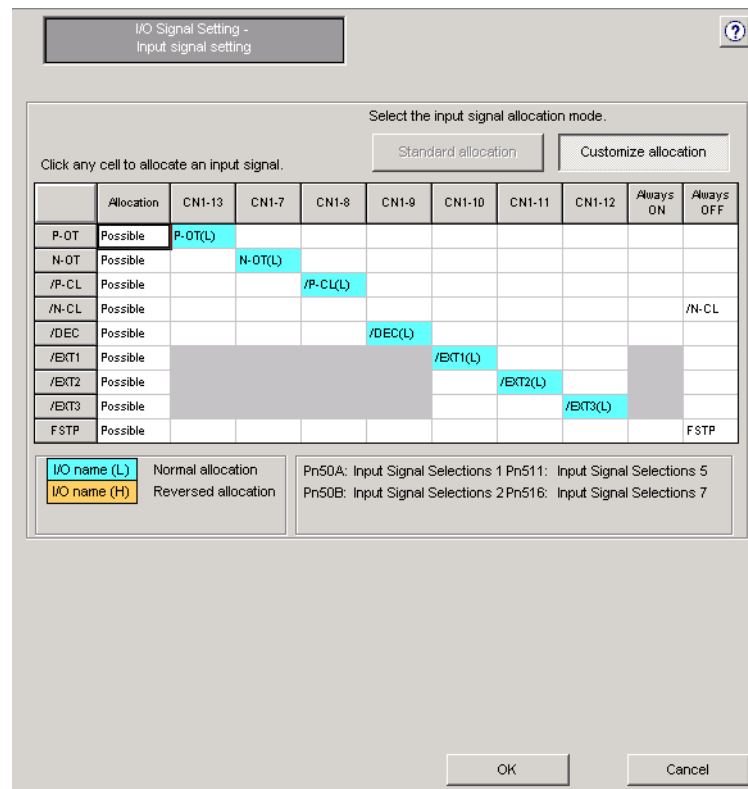 I/O Signal Setting -
Input signal setting
Select the input signal allocation mode.
Click any cell to allocate an input signal.
Standard allocation
Customize allocation
Allocation CN1-13 CN1-7 CN1-8 CN1-9 CN1-10 CN1-11 CN1-12 Always ON Always OFF
P-OT Possible P-OT(L)
N-OT Possible N-OT(L)
/P-CL Possible /P-CL(L)
/N-CL Possible /N-CL
/DEC Possible /DEC(L)
/EXT1 Possible /EXT1(L)
/EXT2 Possible /EXT2(L)
/EXT3 Possible /EXT3(L)
FSTP Possible FSTP
I/O name (L) Normal allocation
I/O name (H) Reversed allocation
Pn50A: Input Signal Selections 1 Pn511: Input Signal Selections 5
Pn50B: Input Signal Selections 2 Pn516: Input Signal Selections 7
OK
Cancel